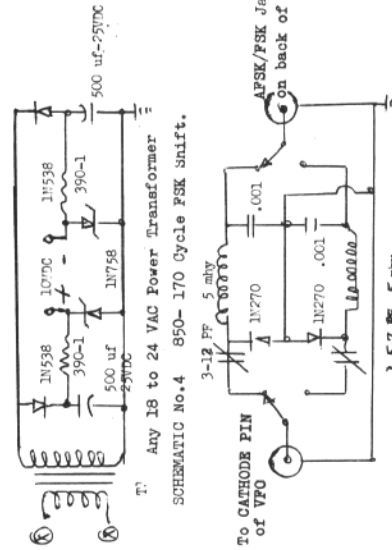 1N538
10VDC
1N538
390-1
390-1
500 uf-25VDC
500 uf
25VDC
1N758
Any 18 to 24 VAC Power Transformer
SCHEMATIC No.4 850-170 Cycle FSK Shift.
3-12 PF 5 mhy
.001
AFSK/FSK Ja
on back of
1N270
1N270
.001
To CATHODE PIN
of VFO